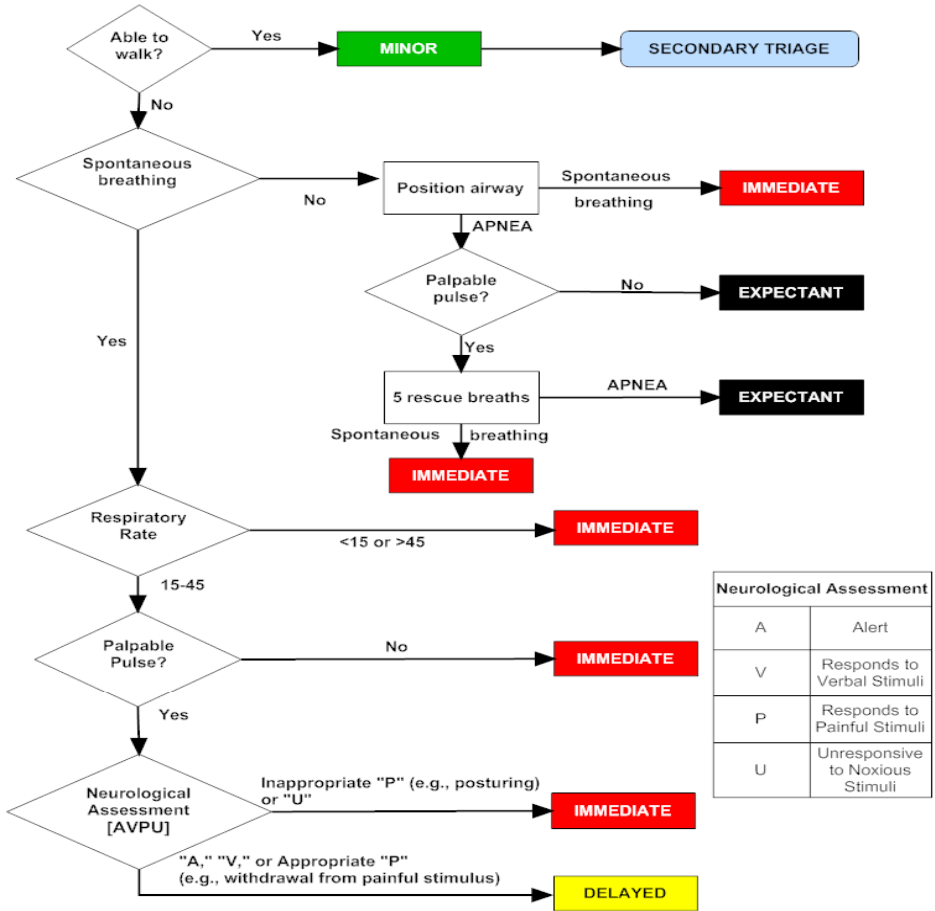 Able to
walk?
Yes
MINOR
SECONDARY TRIAGE
No
Spontaneous
breathing
No
Position airway
Spontaneous
breathing
IMMEDIATE
APNEA
Palpable
pulse?
No
EXPECTANT
Yes
Yes
5 rescue breaths
APNEA
EXPECTANT
Spontaneous breathing
IMMEDIATE
Respiratory
Rate
<15 or >45
IMMEDIATE
15-45
Palpable
Pulse?
No
IMMEDIATE
Yes
Neurological
Assessment
[AVPU]
Inappropriate "P" (e.g., posturing)
or "U"
IMMEDIATE
"A," "V," or Appropriate "P"
(e.g., withdrawal from painful stimulus)
DELAYED
Neurological Assessment
A Alert
V Responds to
Verbal Stimuli
P Responds to
Painful Stimuli
U Unresponsive
to Noxious
Stimuli